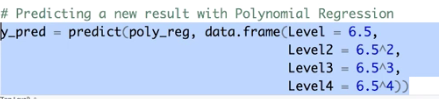 # Predicting a new result with Polynomial Regression
y_pred = predict(poly_reg, data.frame(Level = 6.5,
Level2 = 6.5^2,
Level3 = 6.5^3,
Level4 = 6.5^4))